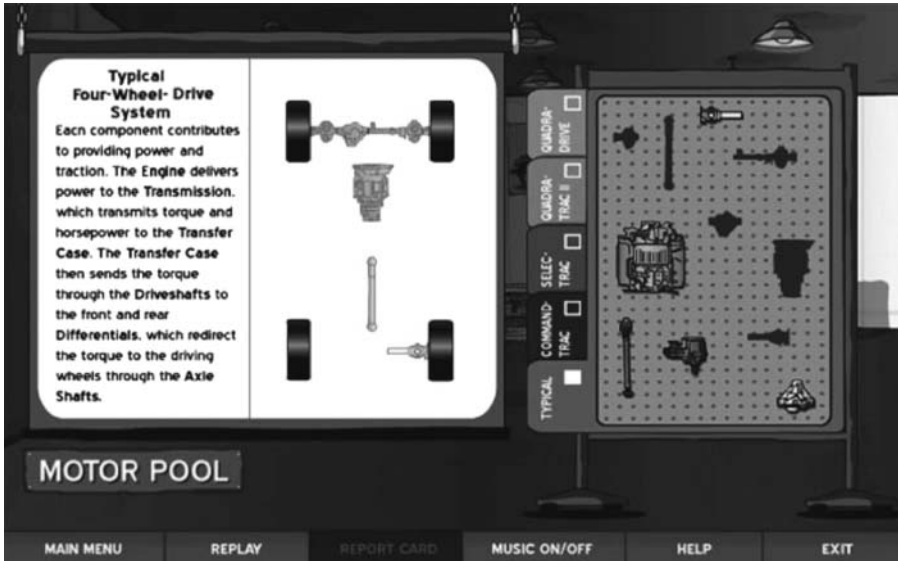 Typical
Four-Wheel- Drive
System
Eacn component contributes
to providing power and
traction. The Engine delivers
power to the Transmission,
which transmits torque and
horsepower to the Transfer
Case. The Transfer Case
then sends the torque
through the Driveshafts to
the front and rear
Differentials, which redirect
the torque to the driving
wheels through the Axle
Shafts.
QUADRA-
DRIVE
QUADRA-
TRAC II
SELEC-
TRAC
COMMAND-
TRAC
TYPICAL
MOTOR POOL
MAIN MENU
REPLAY
REPORT CARD
MUSIC ON/OFF
HELP
EXIT